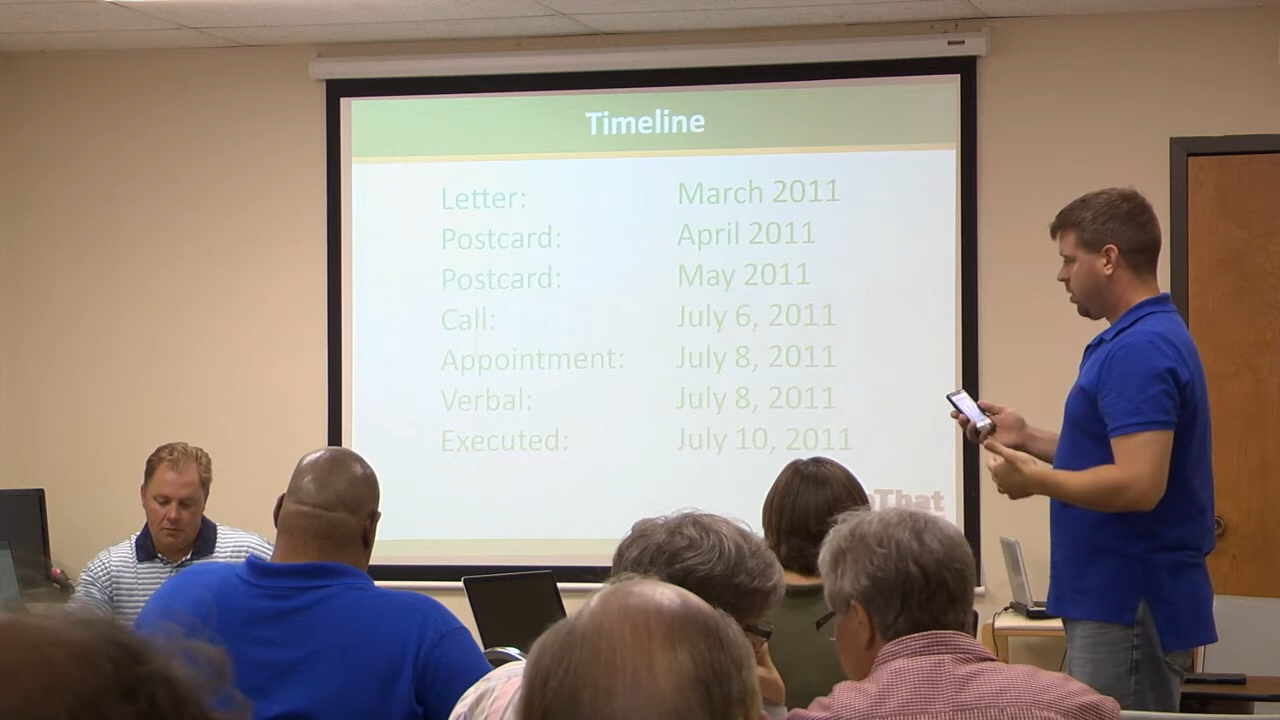 Timeline
Letter: March 2011
Postcard: April 2011
Postcard: May 2011
Call: July 6, 2011
Appointment: July 8, 2011
Verbal: July 8, 2011
Executed: July 10, 2011
That